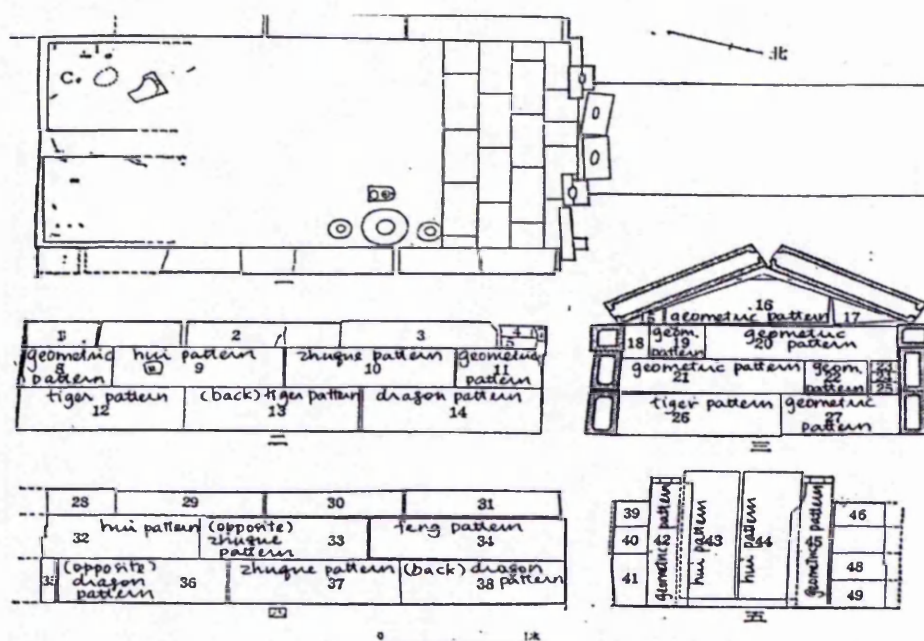 北
C.
一
1 2 3 4
5
geometric hui pattern zhuque pattern geometric
8 9 10 11
pattern pattern
tiger pattern (back) tiger pattern dragon pattern
12 13 14
二
16
15 geometric pattern 17
18 geom. geometric
19 20
pattern pattern
geometric pattern geom.
21 22
pattern
tiger pattern geometric
26 27
pattern
三
28 29 30 31
hui pattern (opposite) feng pattern
32 zhuque 33 34
pattern
35 (opposite) zhuque pattern (back) dragon
dragon 36 37 38 pattern
pattern
四
39 geometric pattern hui pattern hui pattern geometric pattern 46
40 42 43 44 45 48
41 49
五
0 1米